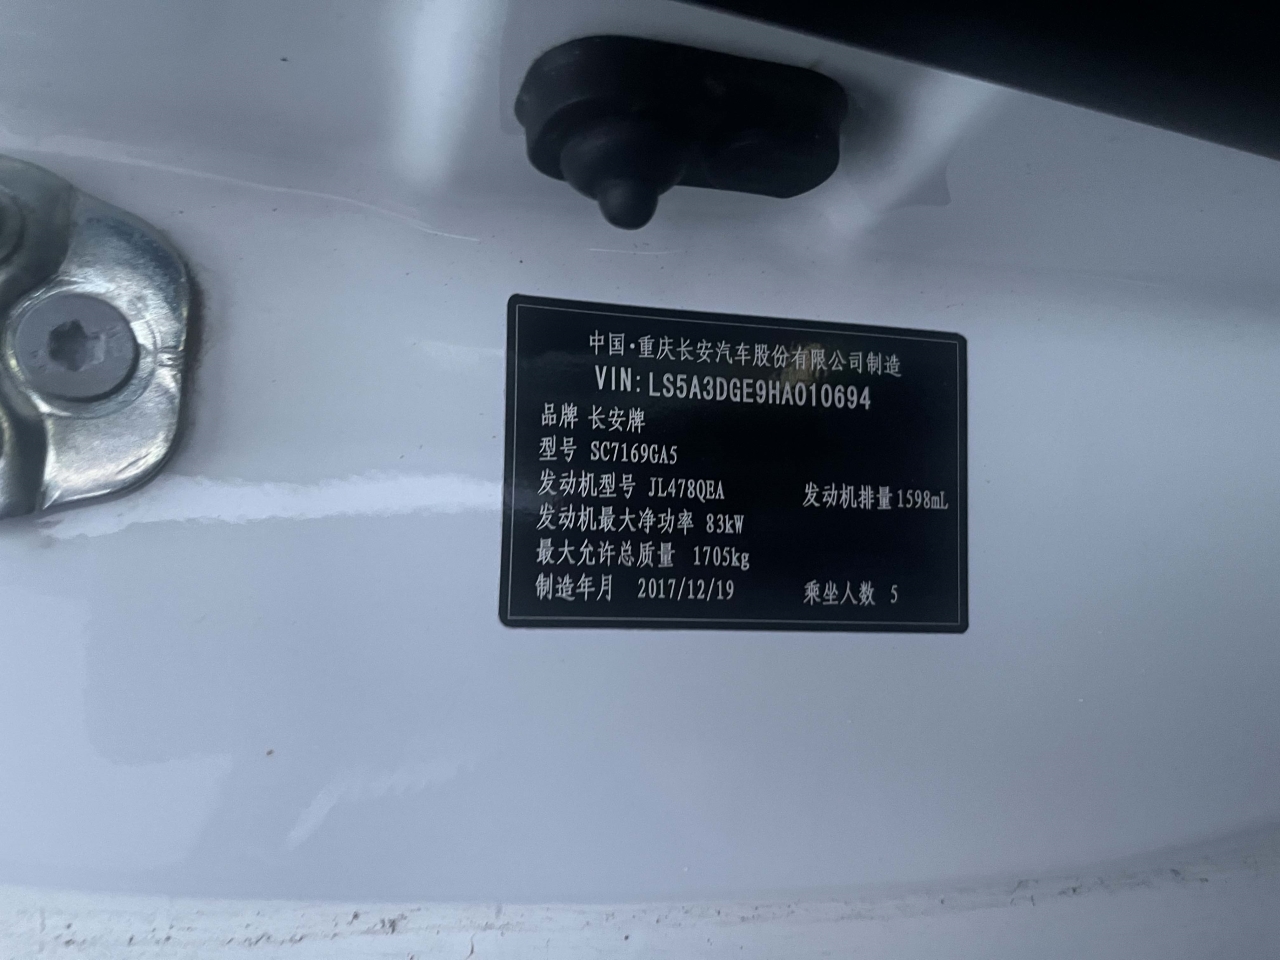 中国·重庆长安汽车股份有限公司制造
VIN: LS5A3DGE9HA010694
品牌 长安牌
型号 SC7169GA5
发动机型号 JL478QEA 发动机排量 1598mL
发动机最大净功率 83kW
最大允许总质量 1705kg
制造年月 2017/12/19 乘坐人数 5